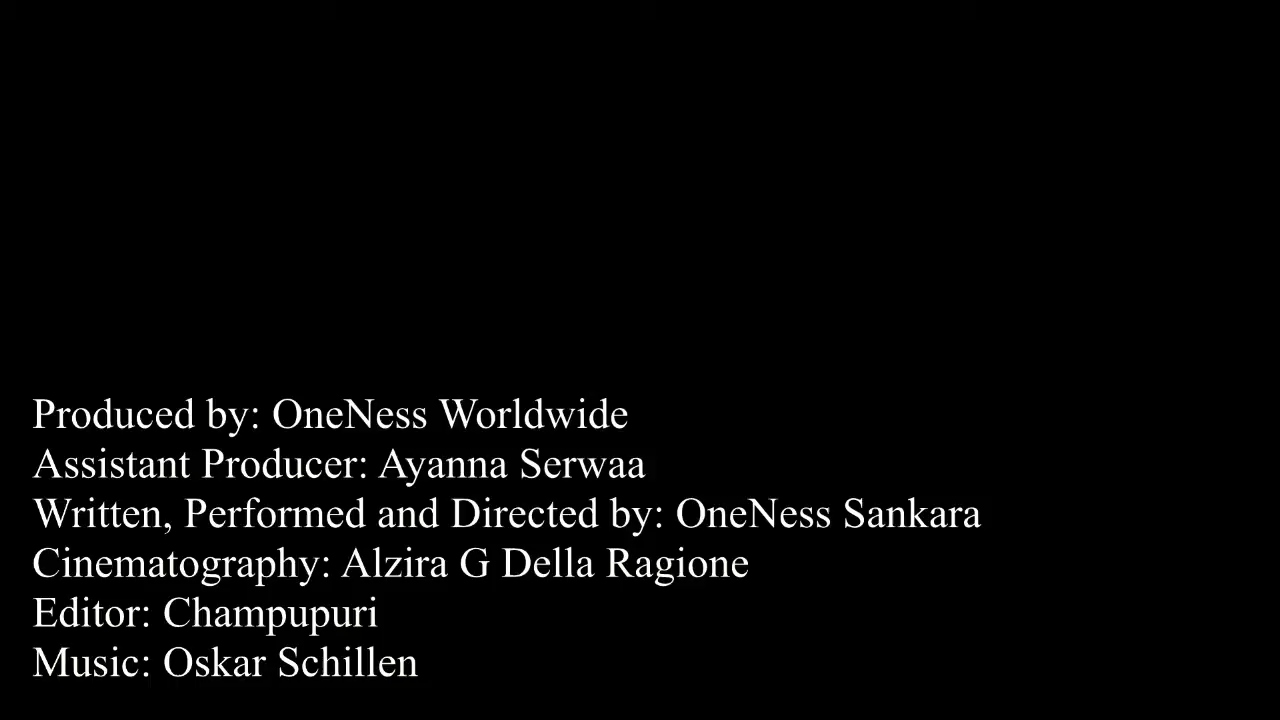 Produced by: OneNess Worldwide
Assistant Producer: Ayanna Serwaa
Written, Performed and Directed by: OneNess Sankara
Cinematography: Alzira G Della Ragione
Editor: Champupuri
Music: Oskar Schillen